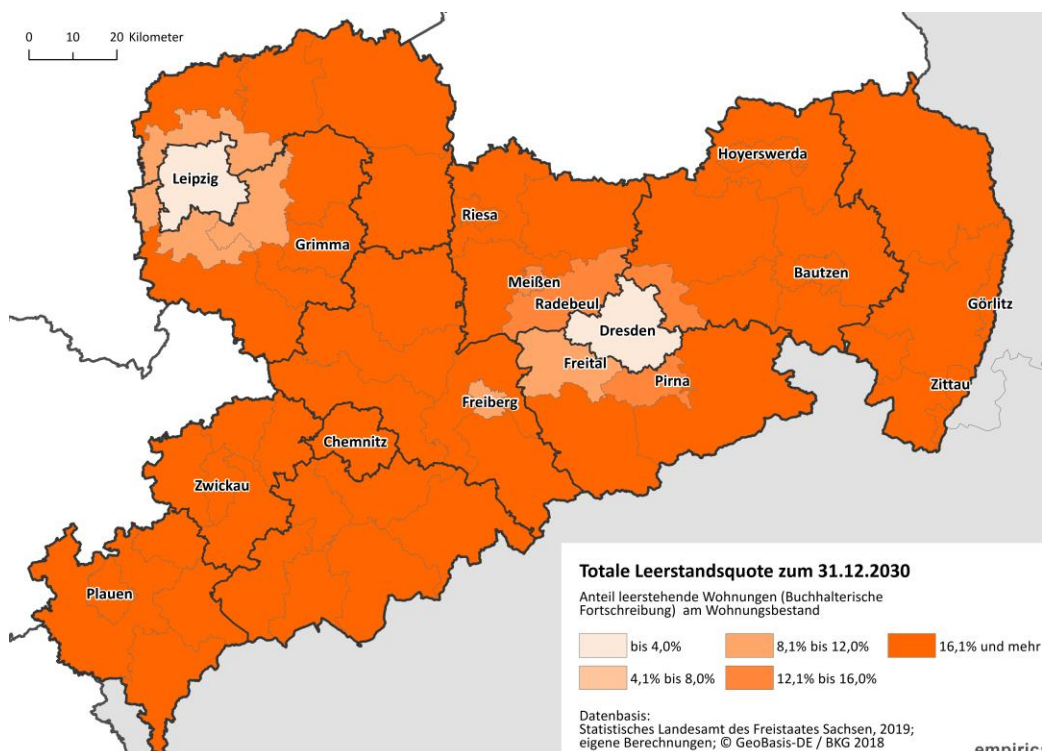 0 10 20 Kilometer
Leipzig
Grimma
Riesa
Hoyerswerda
Meißen
Radebeul
Dresden
Bautzen
Görlitz
Freital
Pirna
Zittau
Freiberg
Chemnitz
Zwickau
Plauen
Totale Leerstandsquote zum 31.12.2030
Anteil leerstehende Wohnungen (Buchhalterische
Fortschreibung) am Wohnungsbestand
bis 4,0%
8,1% bis 12,0%
16,1% und mehr
4,1% bis 8,0%
12,1% bis 16,0%
Datenbasis:
Statistisches Landesamt des Freistaates Sachsen, 2019;
eigene Berechnungen; © GeoBasis-DE / BKG 2018
empirica